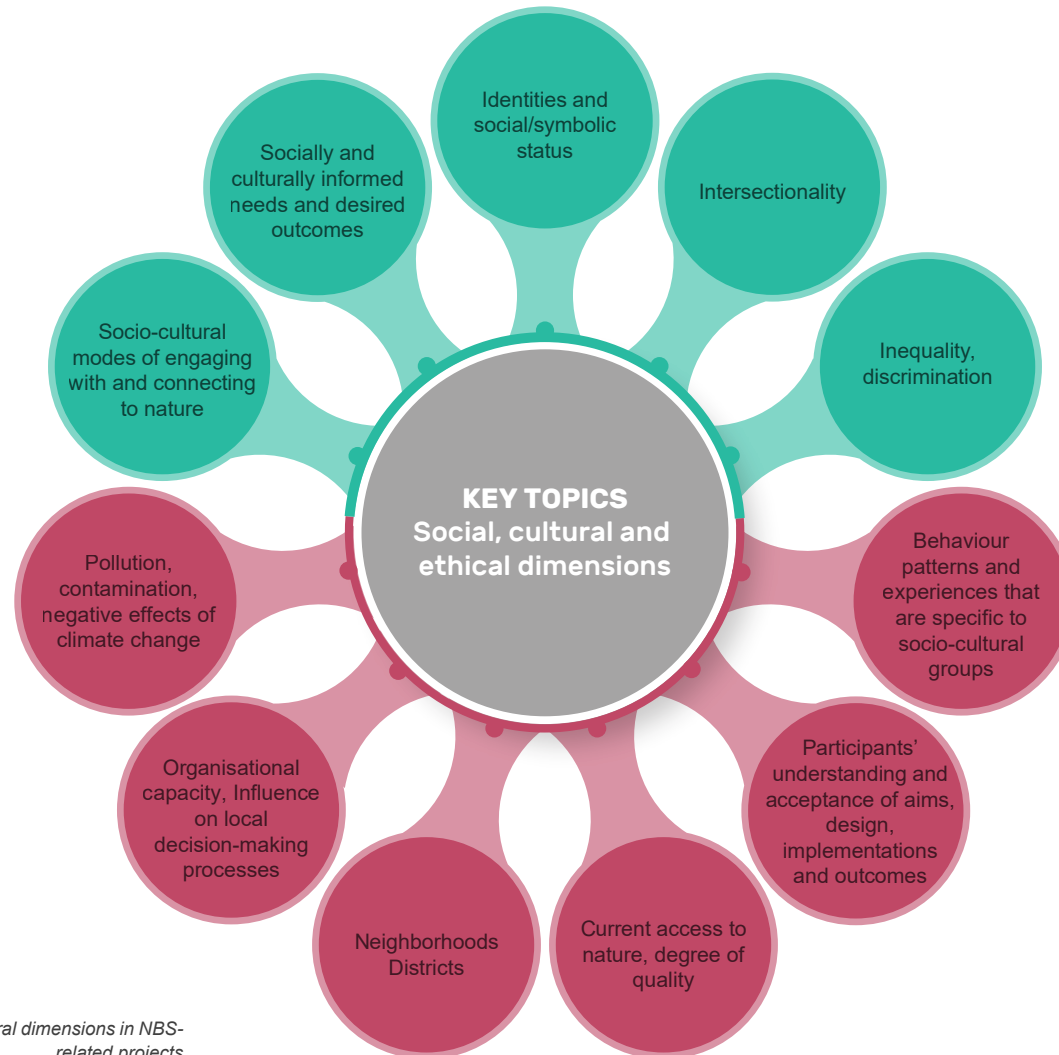 Identities and
social/symbolic
status
Intersectionality
Inequality,
discrimination
Behaviour
patterns and
experiences that
are specific to
socio-cultural
groups
Participants’
understanding and
acceptance of aims,
design,
implementations
and outcomes
Current access to
nature, degree of
quality
Neighborhoods
Districts
Organisational
capacity, Influence
on local
decision-making
processes
Pollution,
contamination,
negative effects of
climate change
Socio-cultural
modes of engaging
with and connecting
to nature
Socially and
culturally informed
needs and desired
outcomes
KEY TOPICS
Social, cultural and
ethical dimensions
dimensions in NBS-
related projects